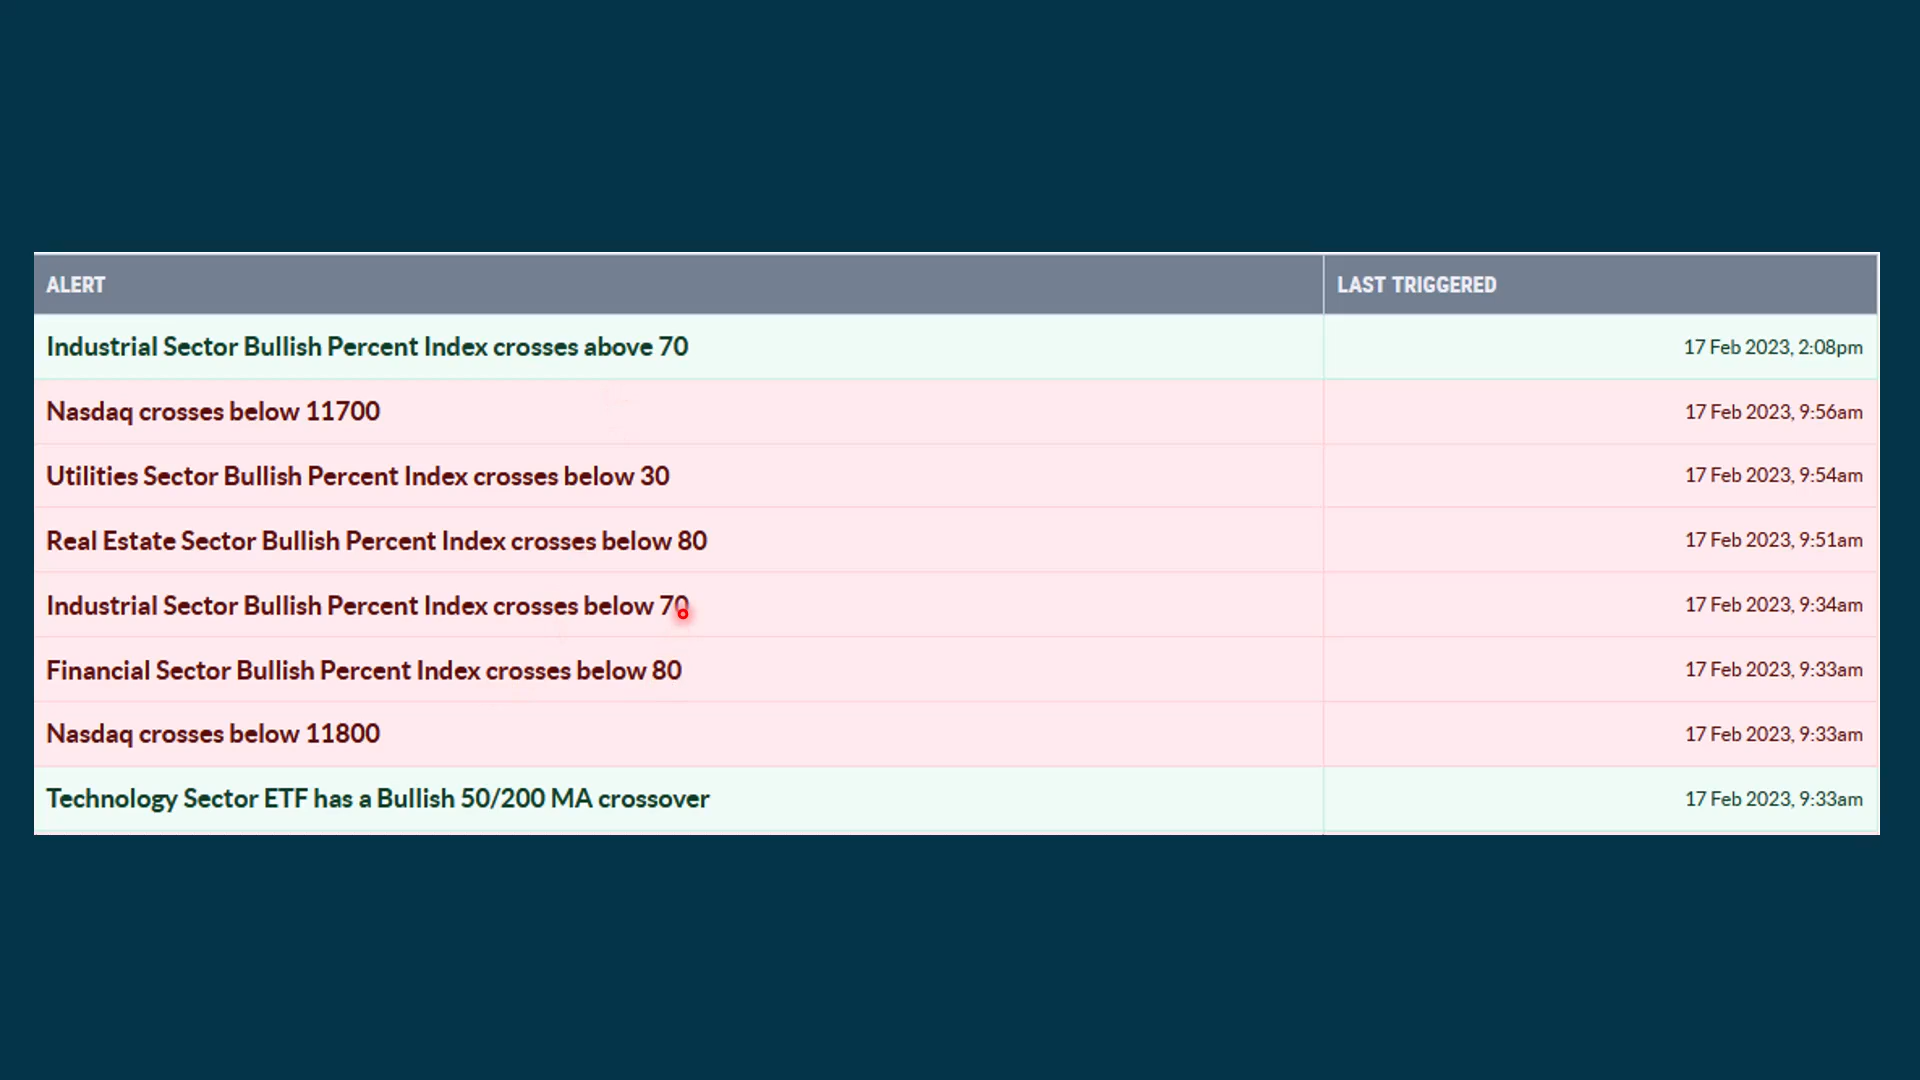 ALERT LAST TRIGGERED
Industrial Sector Bullish Percent Index crosses above 70 17 Feb 2023, 2:08pm
Nasdaq crosses below 11700 17 Feb 2023, 9:56am
Utilities Sector Bullish Percent Index crosses below 30 17 Feb 2023, 9:54am
Real Estate Sector Bullish Percent Index crosses below 80 17 Feb 2023, 9:51am
Industrial Sector Bullish Percent Index crosses below 70 17 Feb 2023, 9:34am
Financial Sector Bullish Percent Index crosses below 80 17 Feb 2023, 9:33am
Nasdaq crosses below 11800 17 Feb 2023, 9:33am
Technology Sector ETF has a Bullish 50/200 MA crossover 17 Feb 2023, 9:33am